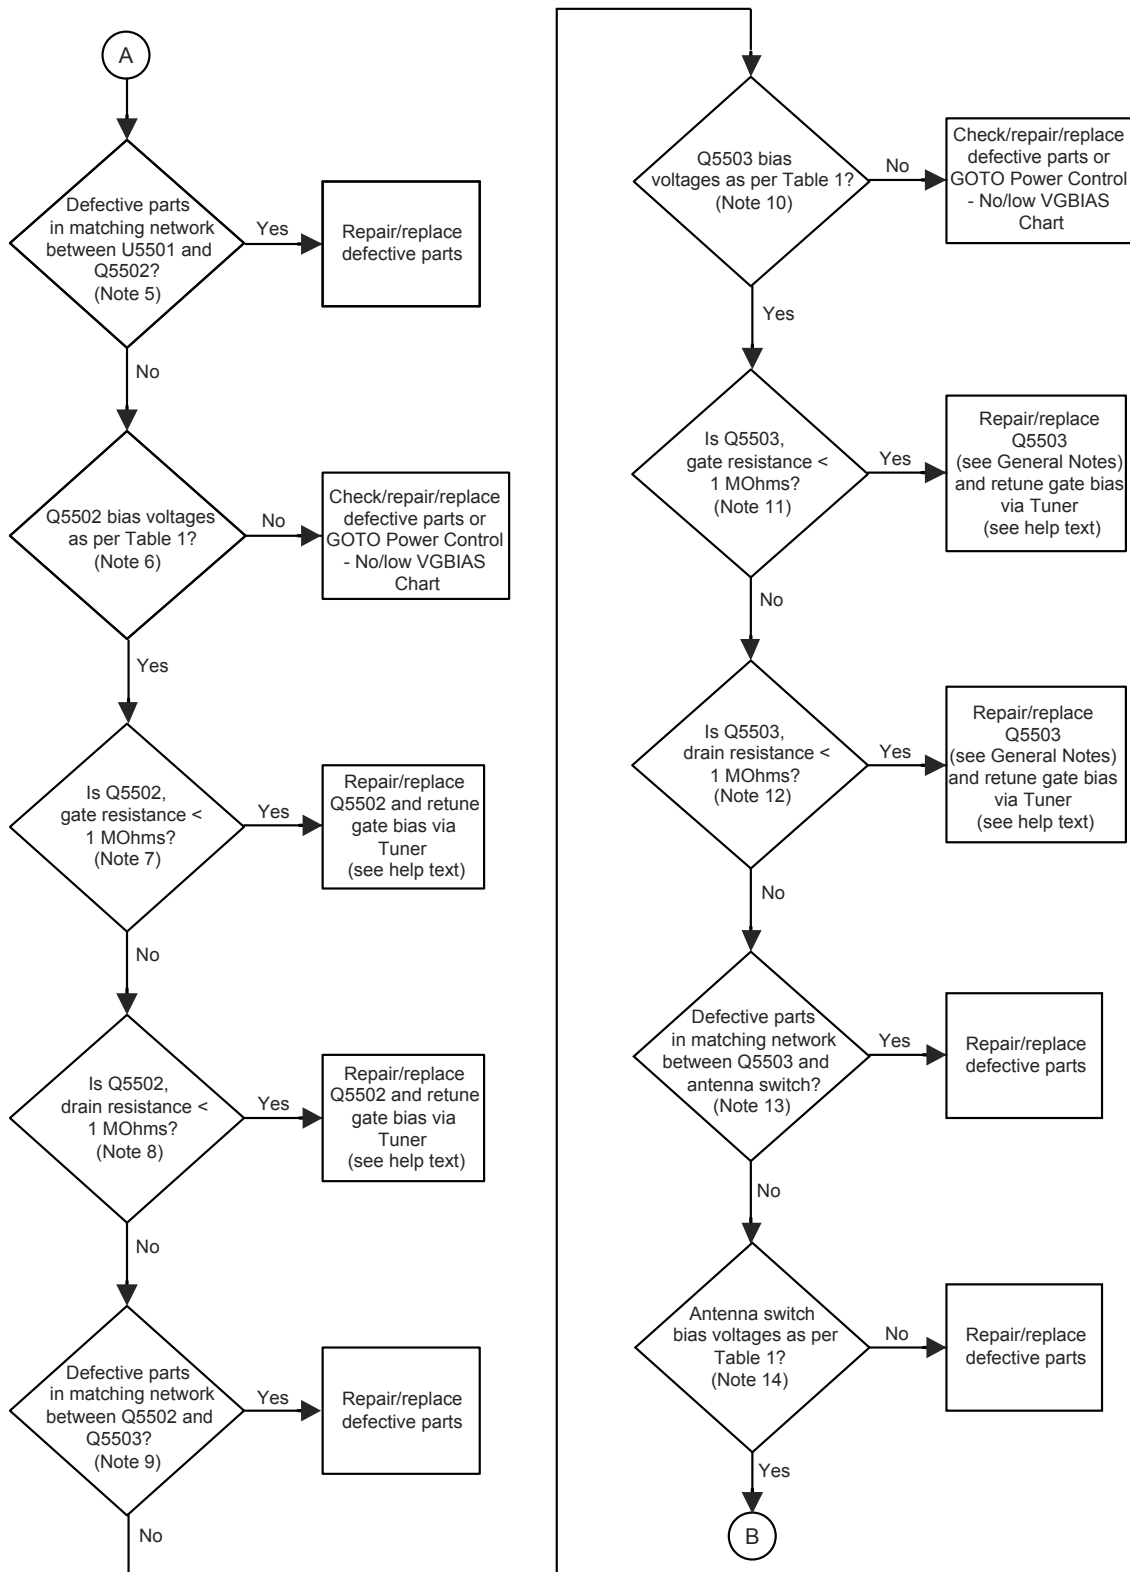 A
Defective parts
in matching network
between U5501 and
Q5502?
(Note 5)
Yes
Repair/replace
defective parts
No
Q5502 bias voltages
as per Table 1?
(Note 6)
No
Check/repair/replace
defective parts or
GOTO Power Control
- No/low VGBIAS
Chart
Yes
Is Q5502,
gate resistance <
1 MOhms?
(Note 7)
Yes
Repair/replace
Q5502 and retune
gate bias via
Tuner
(see help text)
No
Is Q5502,
drain resistance <
1 MOhms?
(Note 8)
Yes
Repair/replace
Q5502 and retune
gate bias via
Tuner
(see help text)
No
Defective parts
in matching network
between Q5502 and
Q5503?
(Note 9)
Yes
Repair/replace
defective parts
No
Q5503 bias
voltages as per Table 1?
(Note 10)
No
Check/repair/replace
defective parts or
GOTO Power Control
- No/low VGBIAS
Chart
Yes
Is Q5503,
gate resistance <
1 MOhms?
(Note 11)
Yes
Repair/replace
Q5503
(see General Notes)
and retune gate bias
via Tuner
(see help text)
No
Is Q5503,
drain resistance <
1 MOhms?
(Note 12)
Yes
Repair/replace
Q5503
(see General Notes)
and retune gate bias
via Tuner
(see help text)
No
Defective parts
in matching network
between Q5503 and
antenna switch?
(Note 13)
Yes
Repair/replace
defective parts
No
Antenna switch
bias voltages as per
Table 1?
(Note 14)
No
Repair/replace
defective parts
Yes
B